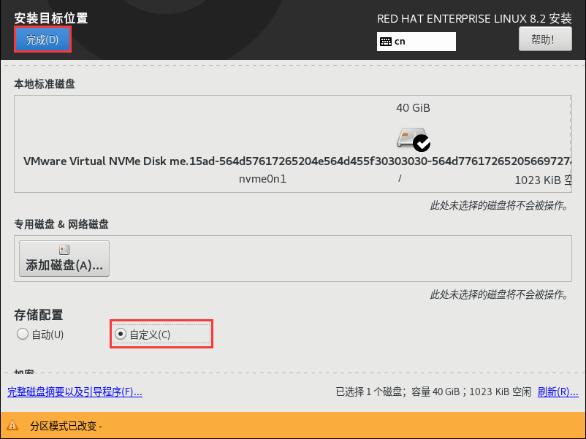 安装目标位置
RED HAT ENTERPRISE LINUX 8.2 安装
完成(D)
cn
帮助!
本地标准磁盘
40 GiB
VMware Virtual NVMe Disk me.15ad-564d57617265204e564d455f30303030-564d77617265205669727
nvme0n1 / 1023 KiB 空
此处未选择的磁盘将不会被操作。
专用磁盘 & 网络磁盘
添加磁盘(A)...
此处未选择的磁盘将不会被操作。
存储配置
自动(U)
自定义(C)
加密
完整磁盘摘要以及引导程序(F)...
已选择 1 个磁盘；容量 40 GiB；1023 KiB 空闲
刷新(R)...
分区模式已改变 -